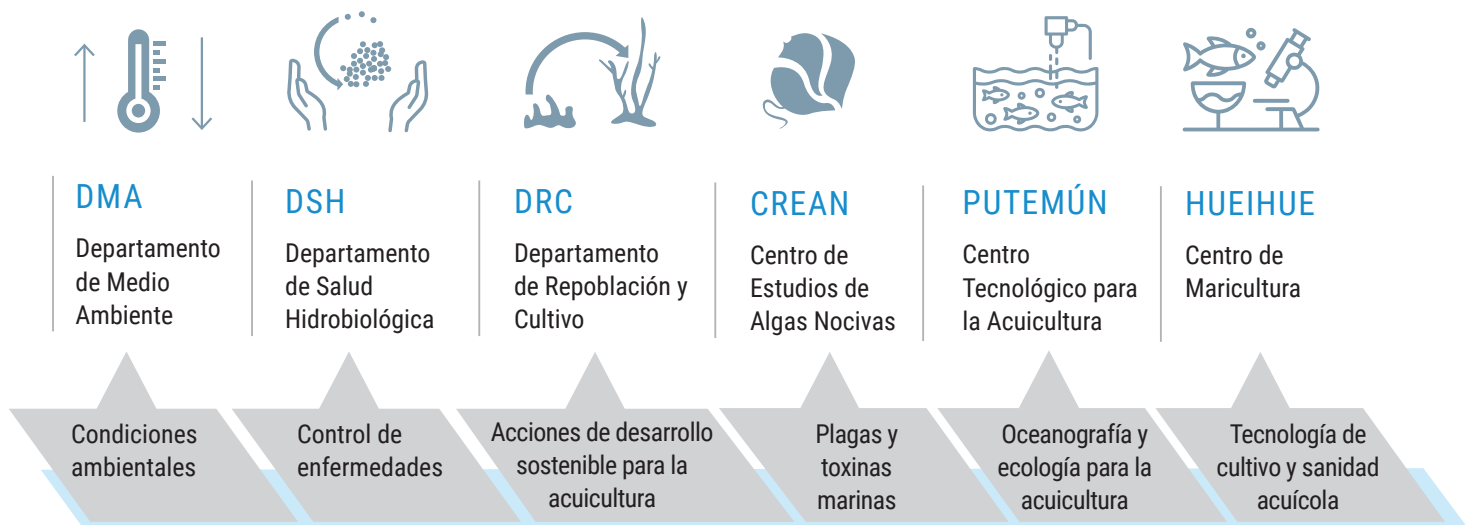 DMA
Departamento
de Medio
Ambiente
DSH
Departamento
de Salud
Hidrobiológica
DRC
Departamento
de Repoblación y
Cultivo
CREAN
Centro de
Estudios de
Algas Nocivas
PUTEMÚN
Centro
Tecnológico para
la Acuicultura
HUEIHUE
Centro de
Maricultura
Condiciones
ambientales
Control de
enfermedades
Acciones de desarrollo
sostenible para la
acuicultura
Plagas y
toxinas
marinas
Oceanografía y
ecología para la
acuicultura
Tecnología de
cultivo y sanidad
acuícola